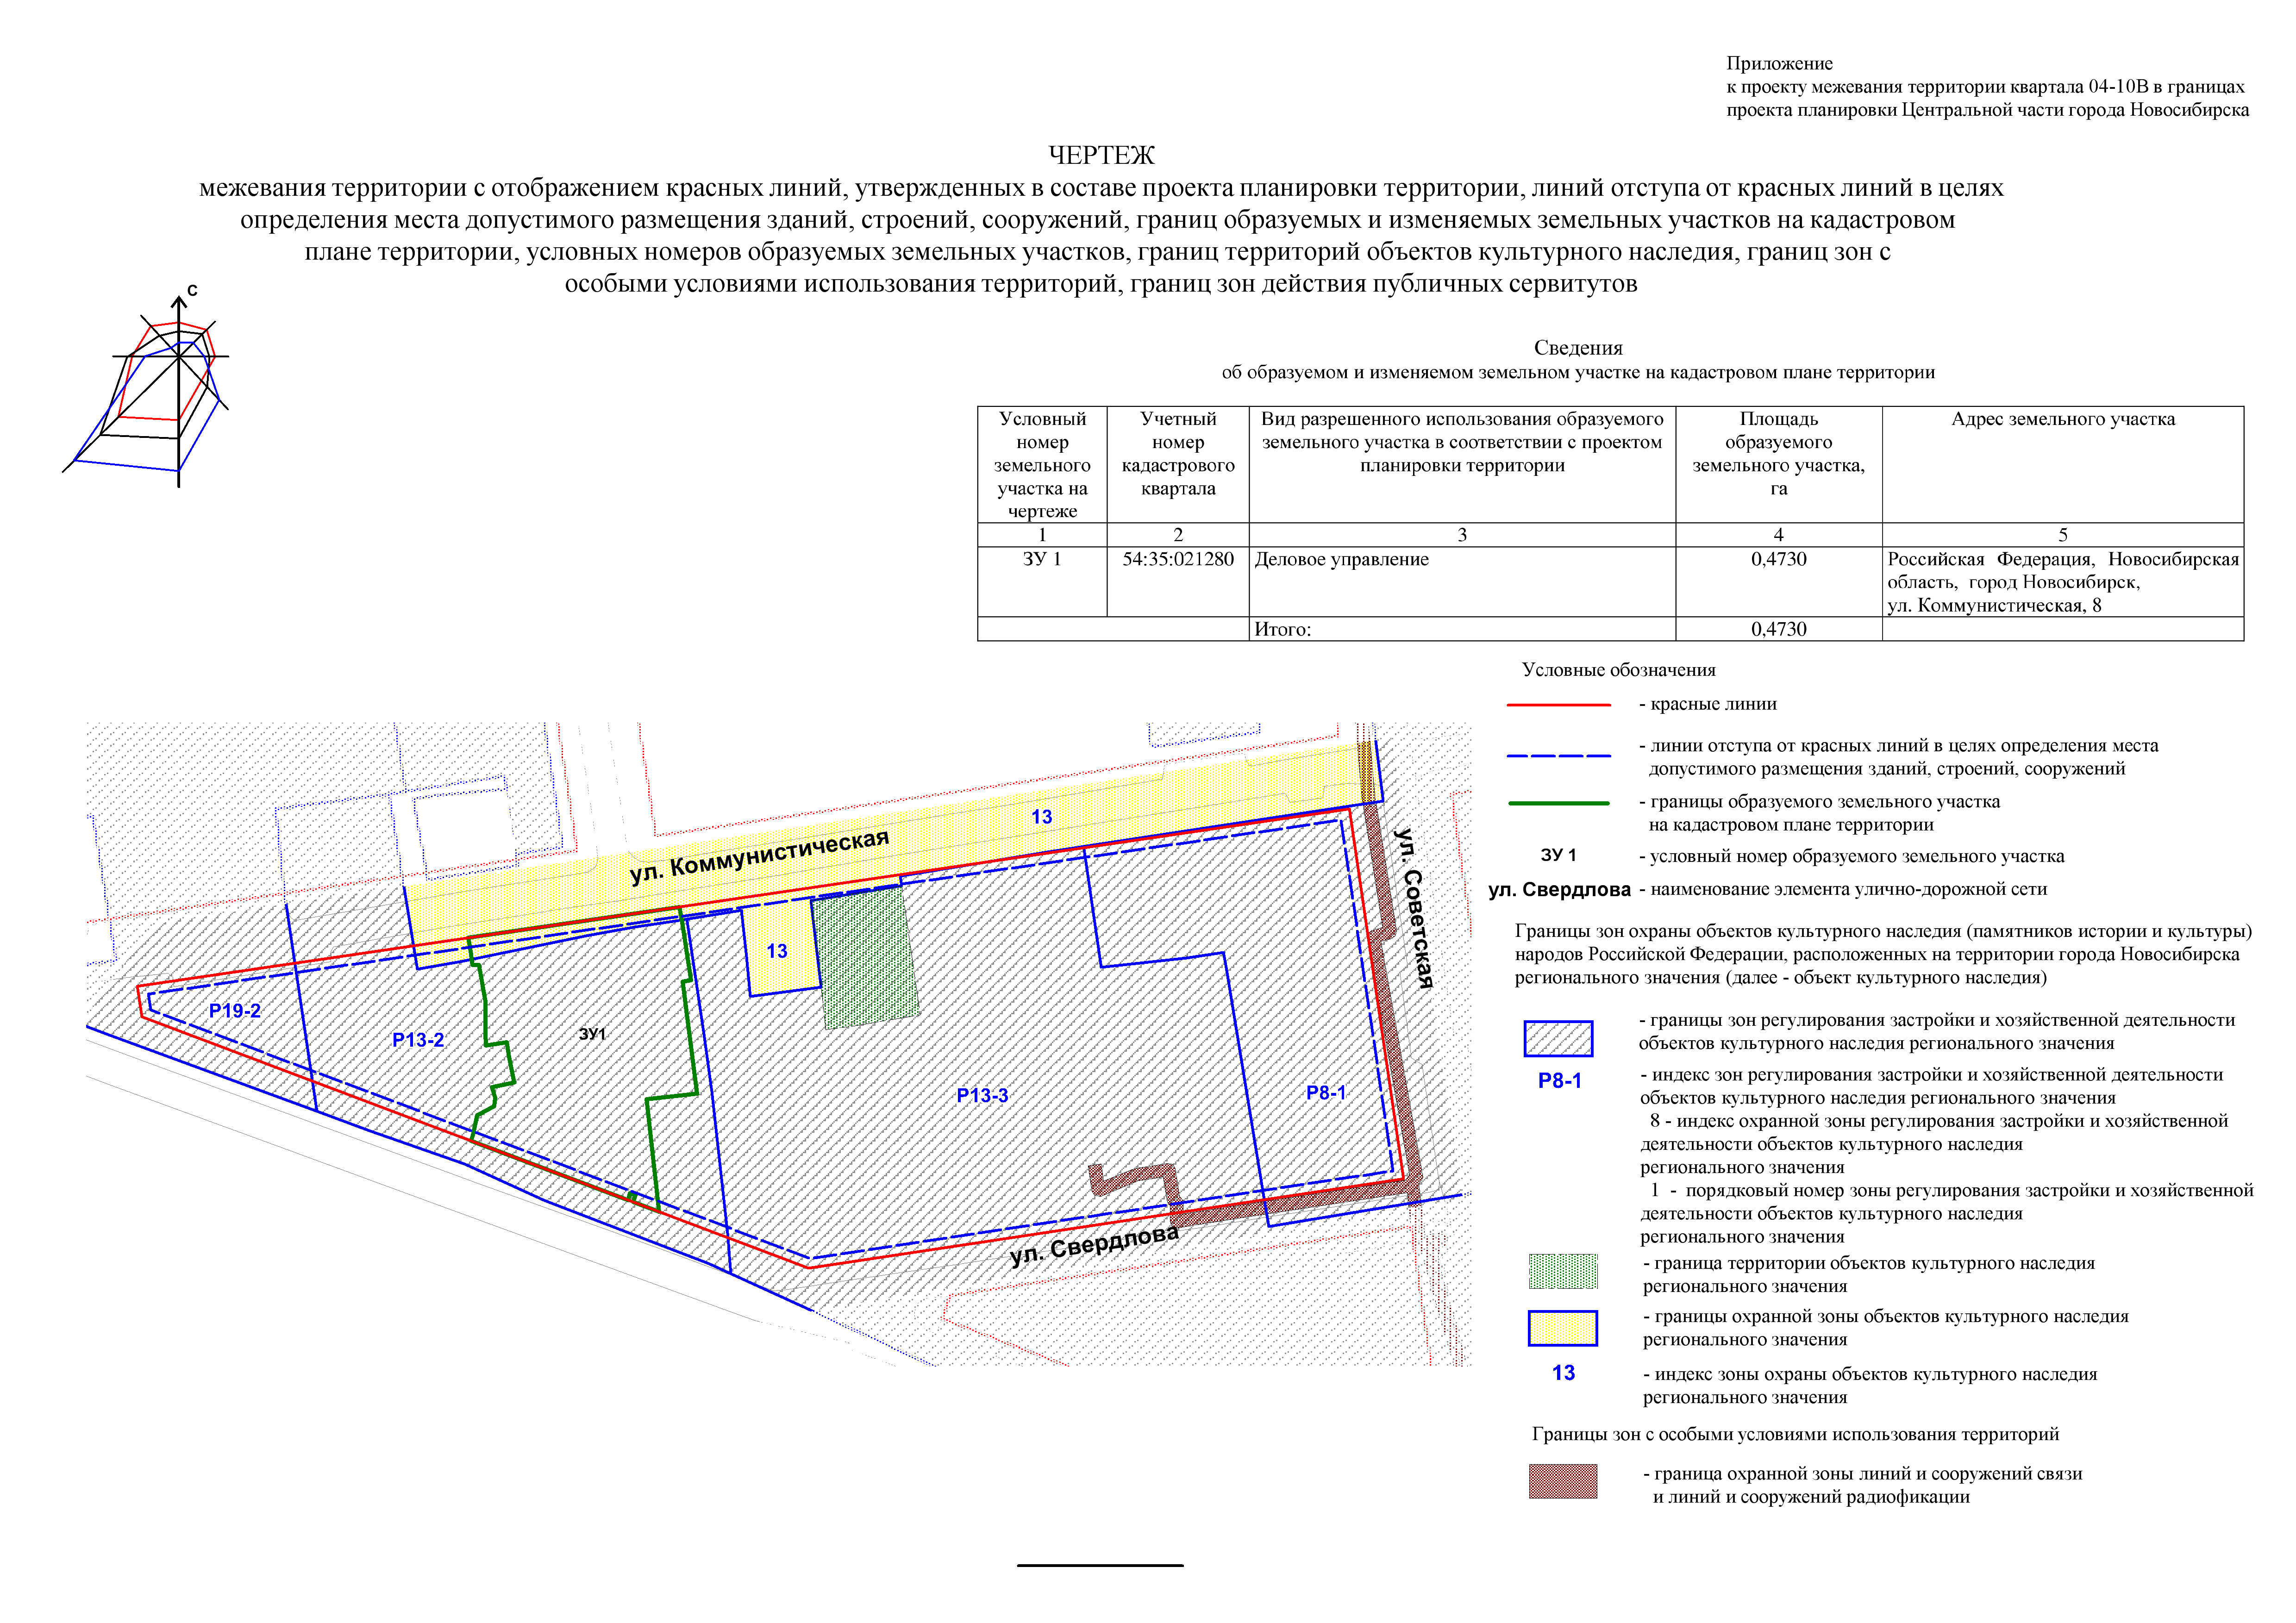 Приложение
к проекту межевания территории квартала 04-10В в границах
проекта планировки Центральной части города Новосибирска
ЧЕРТЕЖ
межевания территории с отображением красных линий, утвержденных в составе проекта планировки территории, линий отступа от красных линий в целях
определения места допустимого размещения зданий, строений, сооружений, границ образуемых и изменяемых земельных участков на кадастровом
плане территории, условных номеров образуемых земельных участков, границ территорий объектов культурного наследия, границ зон с
особыми условиями использования территорий, границ зон действия публичных сервитутов
С
Сведения
об образуемом и изменяемом земельном участке на кадастровом плане территории
Условный
номер
земельного
участка на
чертеже
Учетный
номер
кадастрового
квартала
Вид разрешенного использования образуемого
земельного участка в соответствии с проектом
планировки территории
Площадь
образуемого
земельного участка,
га
Адрес земельного участка
1 2 3 4 5
ЗУ 1 54:35:021280 Деловое управление 0,4730 Российская Федерация, Новосибирская
область, город Новосибирск,
ул. Коммунистическая, 8
Итого: 0,4730
Условные обозначения
- красные линии
- линии отступа от красных линий в целях определения места
допустимого размещения зданий, строений, сооружений
- границы образуемого земельного участка
на кадастровом плане территории
ЗУ 1 - условный номер образуемого земельного участка
ул. Свердлова - наименование элемента улично-дорожной сети
Границы зон охраны объектов культурного наследия (памятников истории и культуры)
народов Российской Федерации, расположенных на территории города Новосибирска
регионального значения (далее - объект культурного наследия)
- границы зон регулирования застройки и хозяйственной деятельности
объектов культурного наследия регионального значения
Р8-1 - индекс зон регулирования застройки и хозяйственной деятельности
объектов культурного наследия регионального значения
8 - индекс охранной зоны регулирования застройки и хозяйственной
деятельности объектов культурного наследия
регионального значения
1 - порядковый номер зоны регулирования застройки и хозяйственной
деятельности объектов культурного наследия
регионального значения
- граница территории объектов культурного наследия
регионального значения
- границы охранной зоны объектов культурного наследия
регионального значения
13 - индекс зоны охраны объектов культурного наследия
регионального значения
Границы зон с особыми условиями использования территорий
- граница охранной зоны линий и сооружений связи
и линий и сооружений радиофикации
13
ул. Коммунистическая
ул. Советская
13
Р19-2
Р13-2
ЗУ1
Р13-3
Р8-1
ул. Свердлова